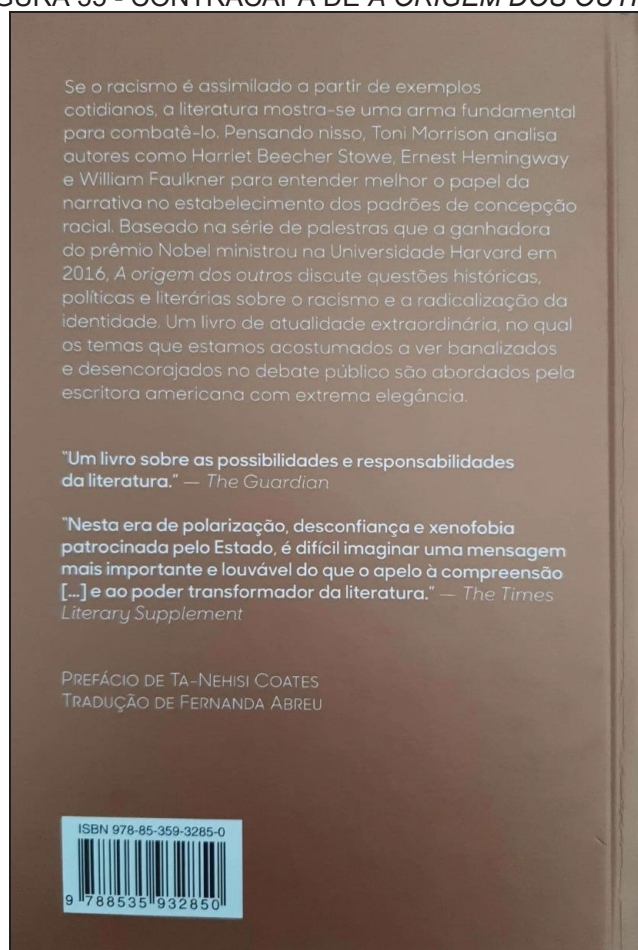 CONTRACAPA DE A ORIGEM DOS
Se o racismo é assimilado a partir de exemplos
cotidianos, a literatura mostra-se uma arma fundamental
para combatê-lo. Pensando nisso, Toni Morrison analisa
autores como Harriet Beecher Stowe, Ernest Hemingway
e William Faulkner para entender melhor o papel da
narrativa no estabelecimento dos padrões de concepção
racial. Baseado na série de palestras que a ganhadora
do prêmio Nobel ministrou na Universidade Harvard em
2016, A origem dos outros discute questões históricas,
políticas e literárias sobre o racismo e a radicalização da
identidade. Um livro de atualidade extraordinária, no qual
os temas que estamos acostumados a ver banalizados
e desencorajados no debate público são abordados pela
escritora americana com extrema elegância.
"Um livro sobre as possibilidades e responsabilidades
da literatura." — The Guardian
"Nesta era de polarização, desconfiança e xenofobia
patrocinada pelo Estado, é difícil imaginar uma mensagem
mais importante e louvável do que o apelo à compreensão
[...] e ao poder transformador da literatura." — The Times
Literary Supplement
PREFÁCIO DE TA-NEHISI COATES
TRADUÇÃO DE FERNANDA ABREU
ISBN 978-85-359-3285-0
9 788535 932850